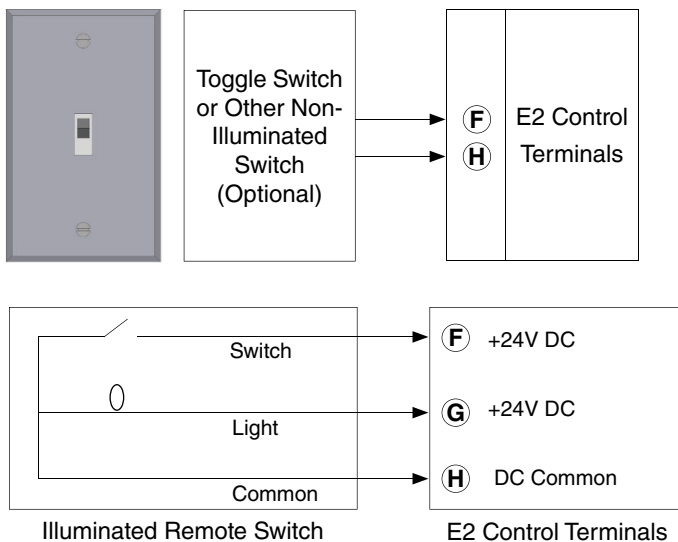 Toggle Switch
or Other Non-
Illuminated
Switch
(Optional)
F
H
E2 Control
Terminals
Switch
Light
Common
F +24V DC
G +24V DC
H DC Common
Illuminated Remote Switch
E2 Control Terminals